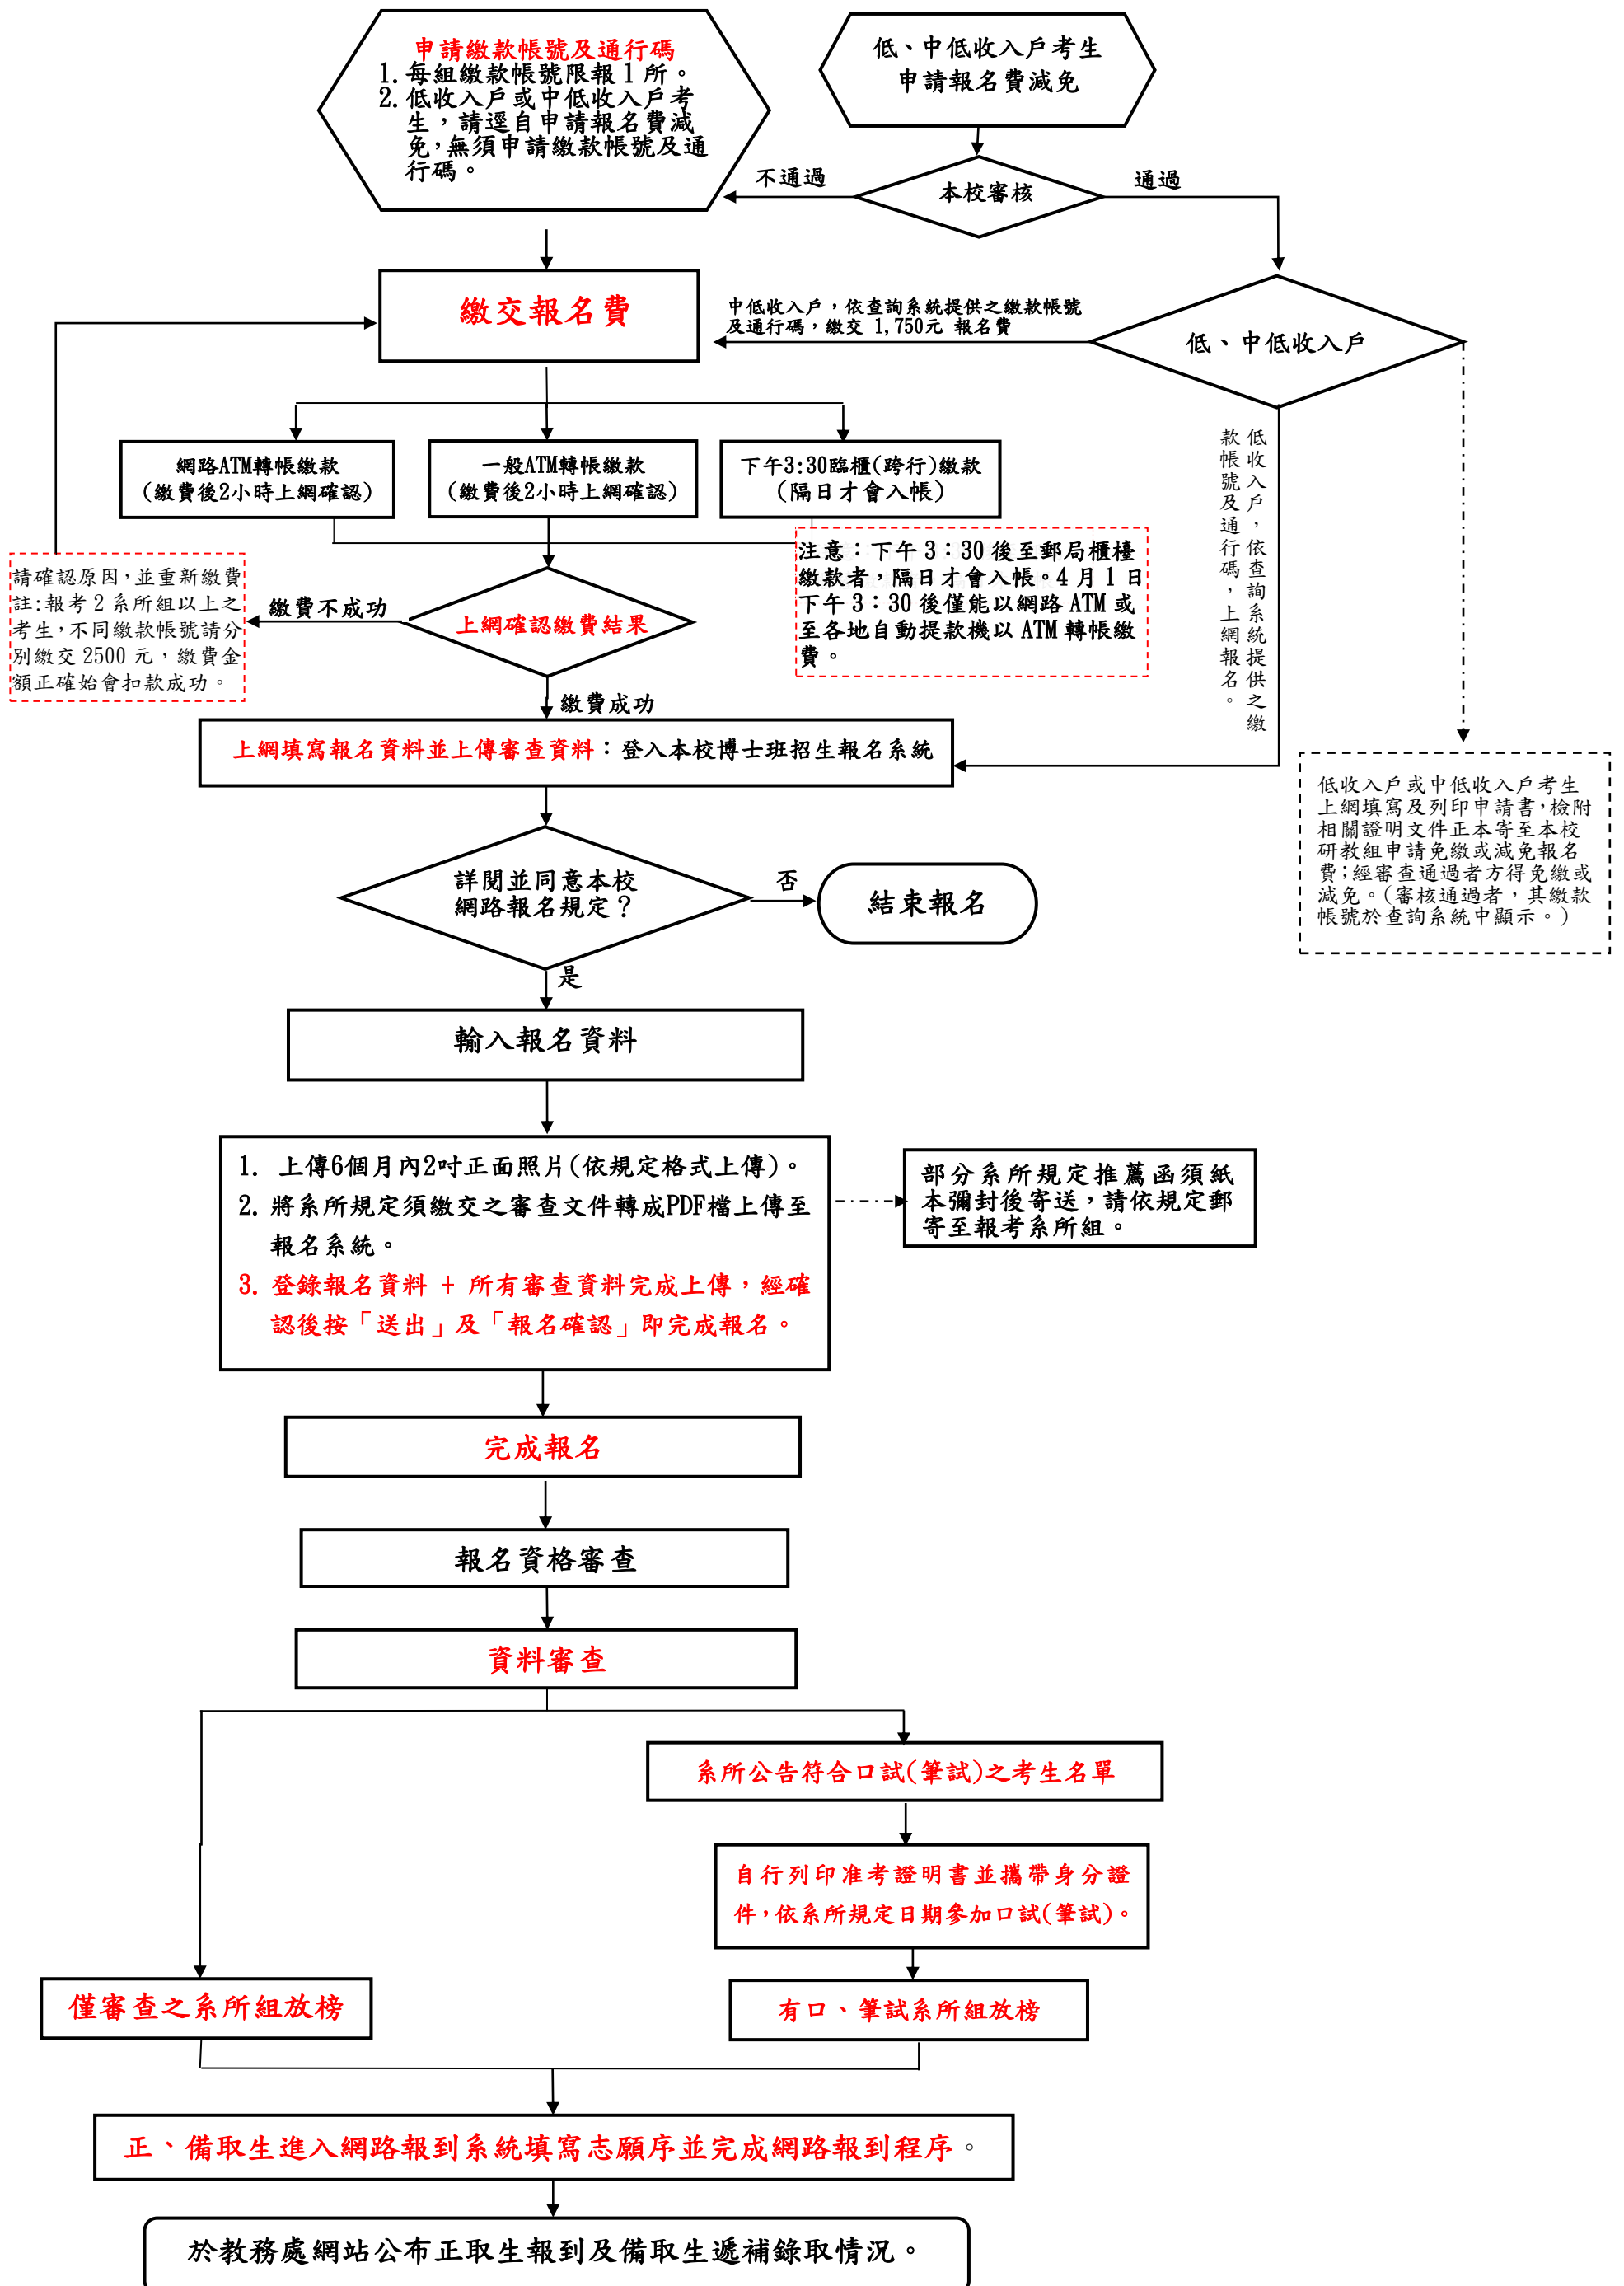 申請繳款帳號及通行碼
1. 每組繳款帳號限報 1 所。
2. 低收入戶或中低收入戶考
生，請逕自申請報名費減
免，無須申請繳款帳號及通
行碼。
低、中低收入戶考生
申請報名費減免
不通過
本校審核
通過
繳交報名費
中低收入戶，依查詢系統提供之繳款帳號
及通行碼，繳交 1,750元 報名費
低、中低收入戶
網路ATM轉帳繳款
(繳費後2小時上網確認)
一般ATM轉帳繳款
(繳費後2小時上網確認)
下午3:30臨櫃(跨行)繳款
(隔日才會入帳)
低收入戶，依查詢系統提供之繳
款帳號及通行碼，上網報名。
注意：下午 3：30 後至郵局櫃檯
繳款者，隔日才會入帳。4 月 1 日
下午 3：30 後僅能以網路 ATM 或
至各地自動提款機以 ATM 轉帳繳
費。
請確認原因，並重新繳費
註:報考 2 系所組以上之
考生，不同繳款帳號請分
別繳交 2500 元，繳費金
額正確始會扣款成功。
繳費不成功
上網確認繳費結果
繳費成功
上網填寫報名資料並上傳審查資料：登入本校博士班招生報名系統
低收入戶或中低收入戶考生
上網填寫及列印申請書，檢附
相關證明文件正本寄至本校
研教組申請免繳或減免報名
費；經審查通過者方得免繳或
減免。(審核通過者，其繳款
帳號於查詢系統中顯示。)
詳閱並同意本校
網路報名規定？
否
結束報名
是
輸入報名資料
1. 上傳6個月內2吋正面照片(依規定格式上傳)。
2. 將系所規定須繳交之審查文件轉成PDF檔上傳至
報名系統。
3. 登錄報名資料 + 所有審查資料完成上傳，經確
認後按「送出」及「報名確認」即完成報名。
部分系所規定推薦函須紙
本彌封後寄送，請依規定郵
寄至報考系所組。
完成報名
報名資格審查
資料審查
系所公告符合口試(筆試)之考生名單
自行列印准考證明書並攜帶身分證
件，依系所規定日期參加口試(筆試)。
僅審查之系所組放榜
有口、筆試系所組放榜
正、備取生進入網路報到系統填寫志願序並完成網路報到程序。
於教務處網站公布正取生報到及備取生遞補錄取情況。